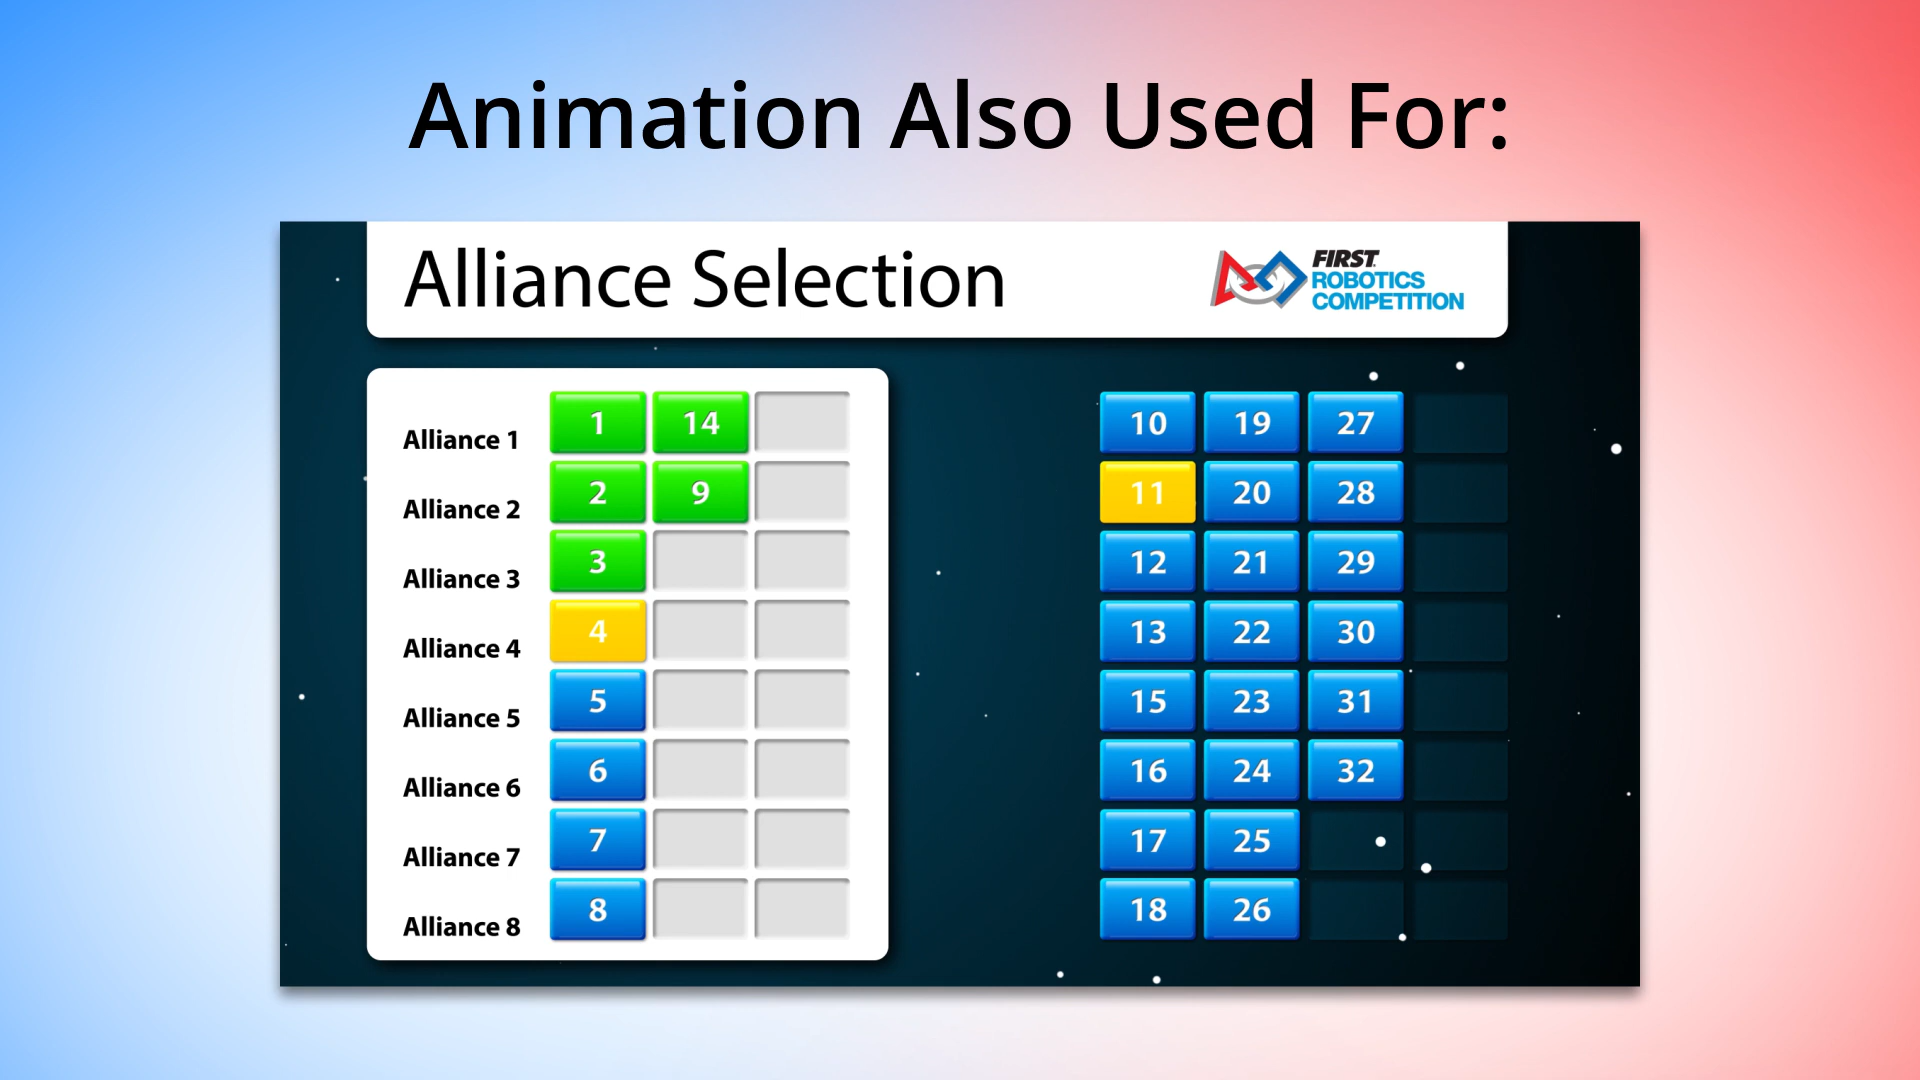 Animation Also Used For:
Alliance Selection
FIRST
ROBOTICS
COMPETITION
Alliance 1 1 14
Alliance 2 2 9
Alliance 3 3
Alliance 4 4
Alliance 5 5
Alliance 6 6
Alliance 7 7
Alliance 8 8
10 19 27
11 20 28
12 21 29
13 22 30
15 23 31
16 24 32
17 25
18 26